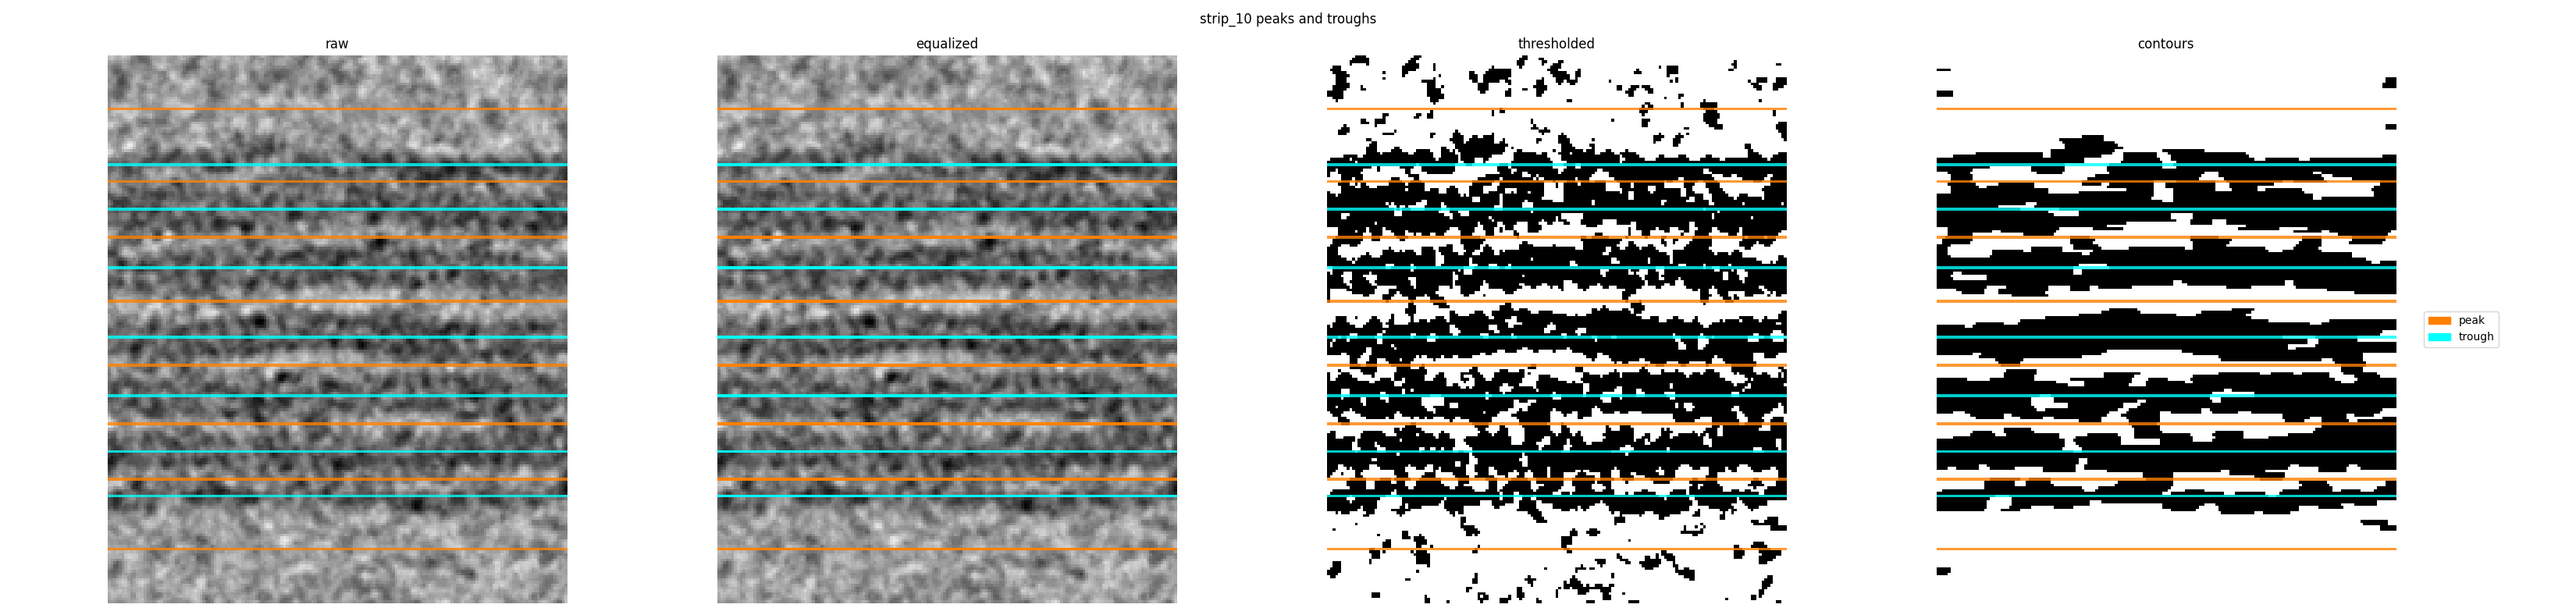 strip_10 peaks and troughs
raw
equalized
thresholded
contours
peak
trough